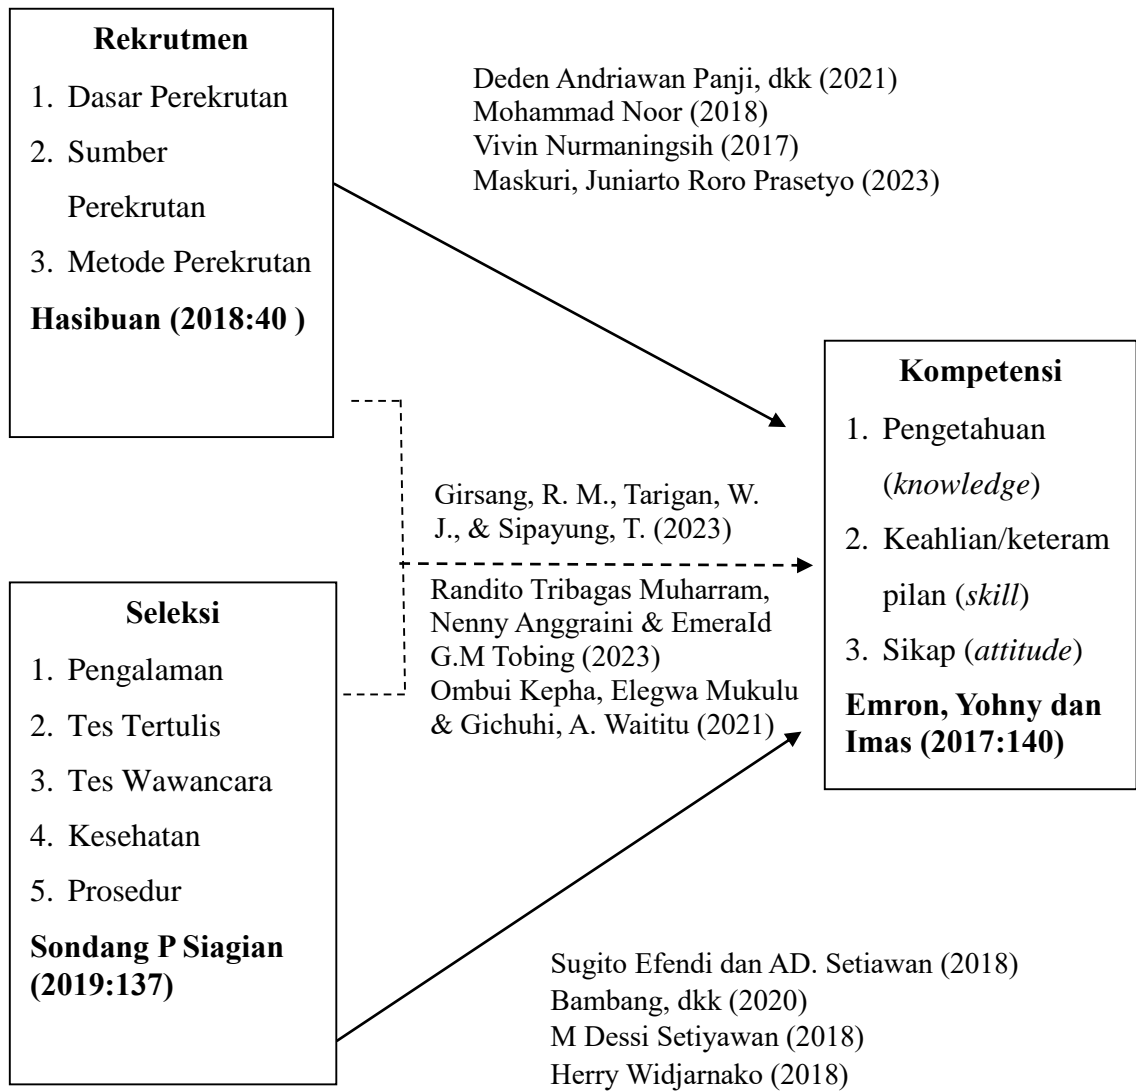 Rekrutmen
1. Dasar Perekrutan
2. Sumber
Perekrutan
3. Metode Perekrutan
Hasibuan (2018:40 )
Deden Andriawan Panji, dkk (2021)
Mohammad Noor (2018)
Vivin Nurmaningsih (2017)
Maskuri, Juniarto Roro Prasetyo (2023)
Girsang, R. M., Tarigan, W.
J., & Sipayung, T. (2023)
Randito Tribagas Muharram,
Nenny Anggraini & EmeraId
G.M Tobing (2023)
Ombui Kepha, Elegwa Mukulu
& Gichuhi, A. Waititu (2021)
Kompetensi
1. Pengetahuan
(knowledge)
2. Keahlian/keteram
pilan (skill)
3. Sikap (attitude)
Emron, Yohny dan
Imas (2017:140)
Seleksi
1. Pengalaman
2. Tes Tertulis
3. Tes Wawancara
4. Kesehatan
5. Prosedur
Sondang P Siagian
(2019:137)
Sugito Efendi dan AD. Setiawan (2018)
Bambang, dkk (2020)
M Dessi Setiyawan (2018)
Herry Widjarnako (2018)